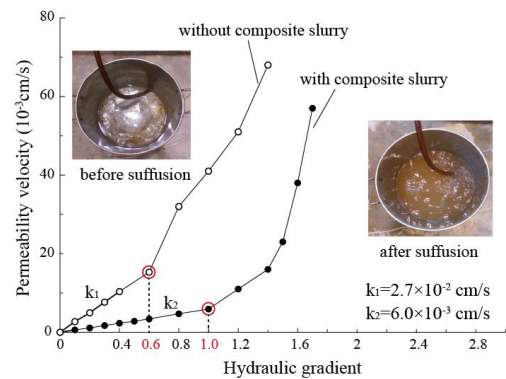 80
60
40
20
0
Permeability velocity (10⁻³cm/s)
without composite slurry
with composite slurry
before suffusion
after suffusion
k₁
k₂
k₁=2.7×10⁻² cm/s
k₂=6.0×10⁻³ cm/s
0 0.4 0.6 1.0 1.2 1.6 2.0 2.4 2.8
Hydraulic gradient